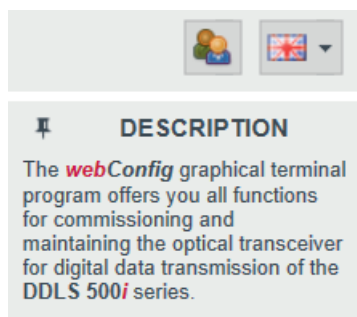 DESCRIPTION
The webConfig graphical terminal
program offers you all functions
for commissioning and
maintaining the optical transceiver
for digital data transmission of the
DDLS 500i series.